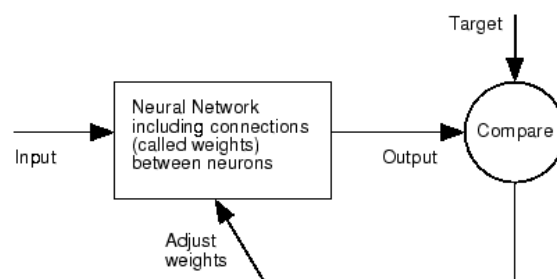 Target
Neural Network
including connections
(called weights)
between neurons
Compare
Input
Output
Adjust
weights